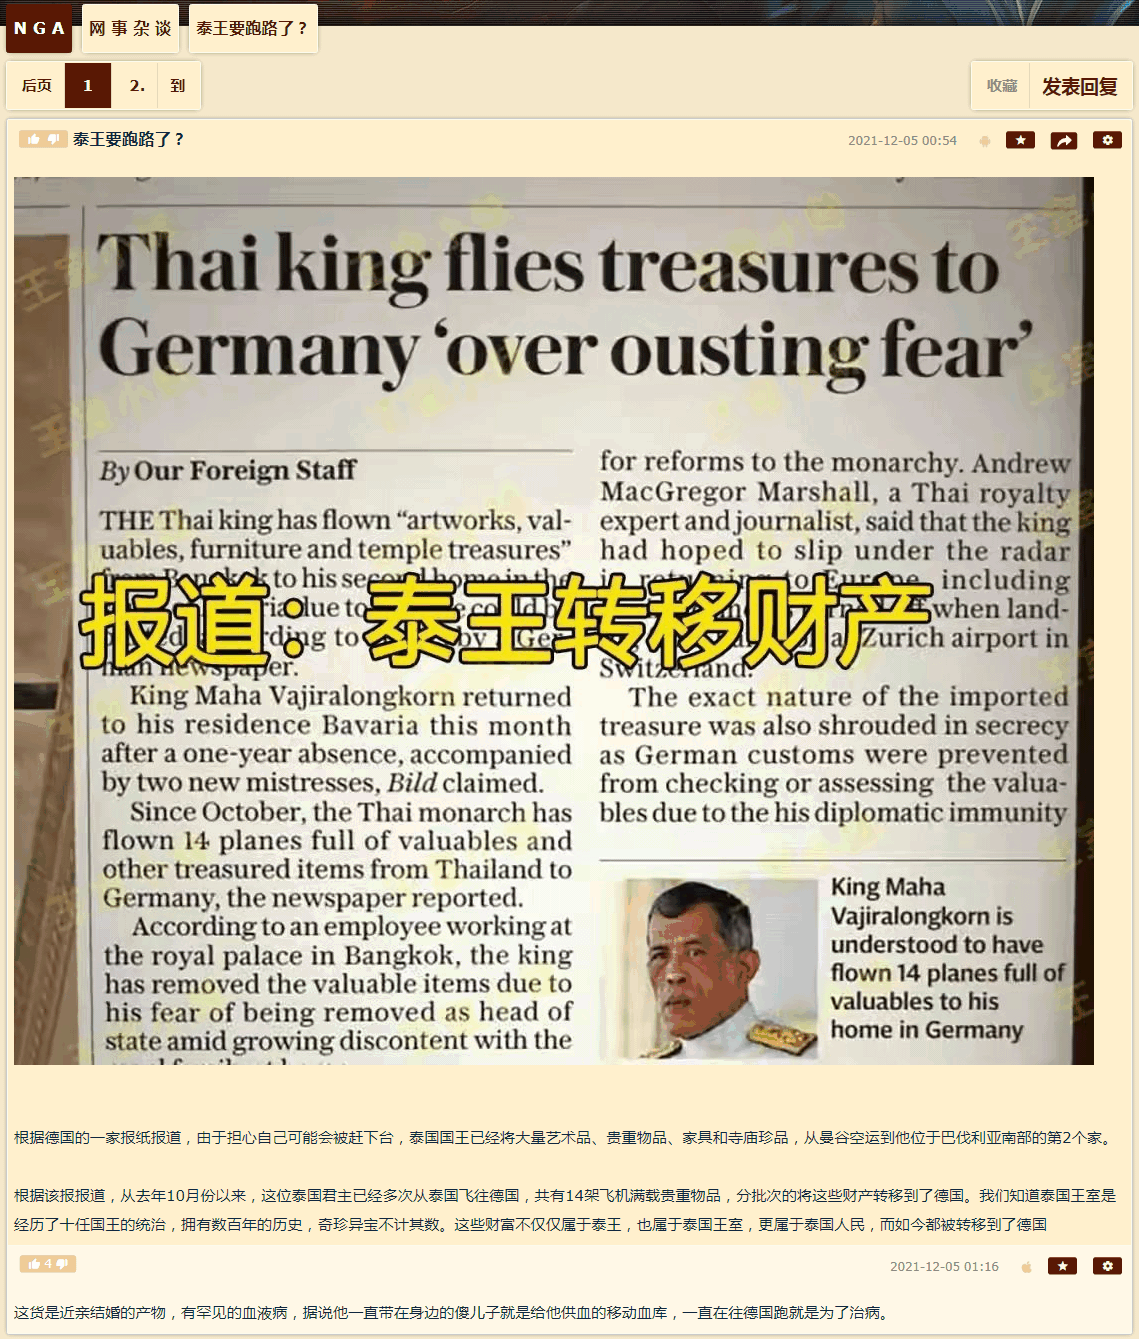 NGA 网事杂谈 泰王要跑路了？
后页 1 2. 到 收藏 发表回复
泰王要跑路了？ 2021-12-05 00:54
Thai king flies treasures to
Germany ‘over ousting fear’
By Our Foreign Staff
THE Thai king has flown “artworks, val-
uables, furniture and temple treasures”
to his second home in the
due to
man newspaper.
King Maha Vajiralongkorn returned
to his residence Bavaria this month
after a one-year absence, accompanied
by two new mistresses, Bild claimed.
Since October, the Thai monarch has
flown 14 planes full of valuables and
other treasured items from Thailand to
Germany, the newspaper reported.
According to an employee working at
the royal palace in Bangkok, the king
has removed the valuable items due to
his fear of being removed as head of
state amid growing discontent with the
for reforms to the monarchy. Andrew
MacGregor Marshall, a Thai royalty
expert and journalist, said that the king
had hoped to slip under the radar
to Europe, including
when land-
Zurich airport in
Switzerland.
The exact nature of the imported
treasure was also shrouded in secrecy
as German customs were prevented
from checking or assessing the valua-
bles due to the his diplomatic immunity
King Maha
Vajiralongkorn is
understood to have
flown 14 planes full of
valuables to his
home in Germany
报道：泰王转移财产
根据德国的一家报纸报道，由于担心自己可能会被赶下台，泰国国王已经将大量艺术品、贵重物品、家具和寺庙珍品，从曼谷空运到他位于巴伐利亚南部的第2个家。
根据该报报道，从去年10月份以来，这位泰国君主已经多次从泰国飞往德国，共有14架飞机满载贵重物品，分批次的将这些财产转移到了德国。我们知道泰国王室是
经历了十任国王的统治，拥有数百年的历史，奇珍异宝不计其数。这些财富不仅仅属于泰王，也属于泰国王室，更属于泰国人民，而如今都被转移到了德国
4 2021-12-05 01:16
这货是近亲结婚的产物，有罕见的血液病，据说他一直带在身边的傻儿子就是给他供血的移动血库，一直在往德国跑就是为了治病。